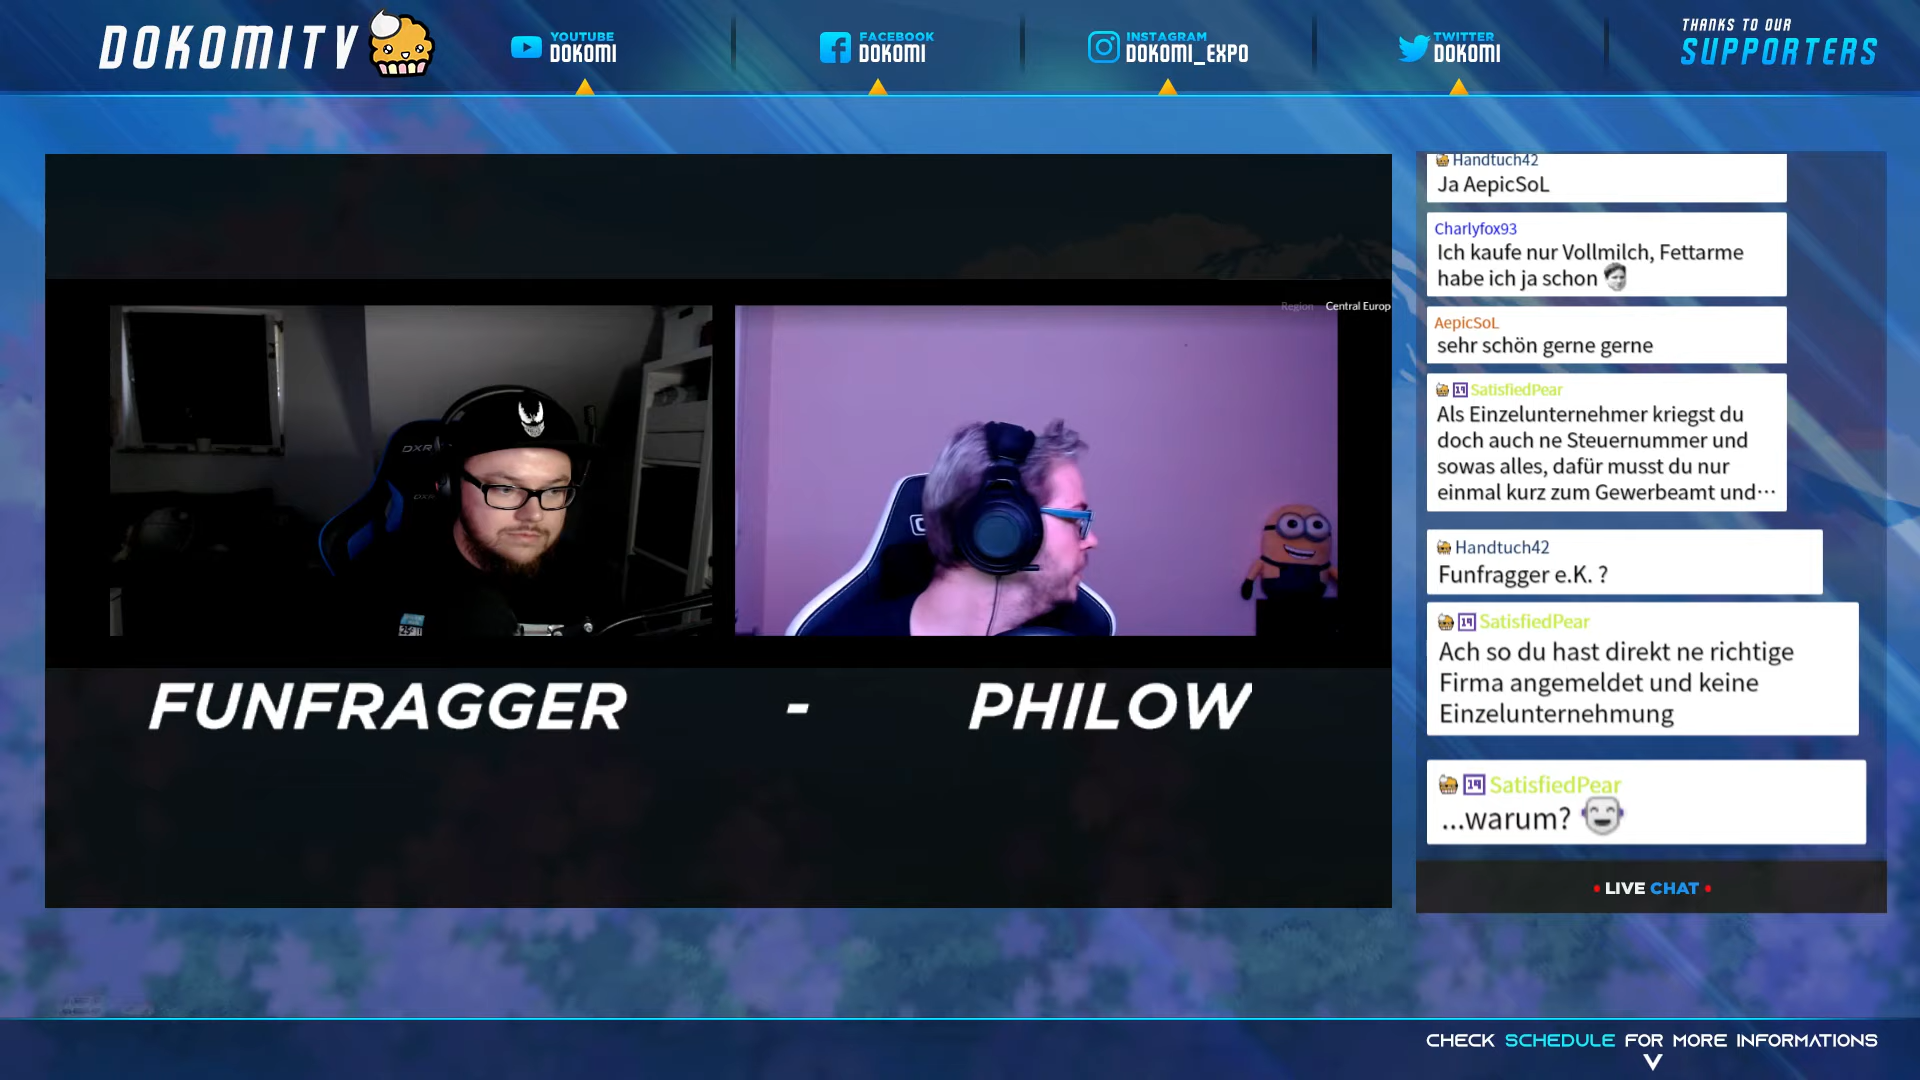 DOKOMITV
YOUTUBE
DOKOMI
FACEBOOK
DOKOMI
INSTAGRAM
DOKOMI_EXPO
TWITTER
DOKOMI
THANKS TO OUR
SUPPORTERS
Region Central Europ
DXR
FUNFRAGGER - PHILOW
Handtuch42
Ja AepicSoL
Charlyfox93
Ich kaufe nur Vollmilch, Fettarme
habe ich ja schon
AepicSoL
sehr schön gerne gerne
19 SatisfiedPear
Als Einzelunternehmer kriegst du
doch auch ne Steuernummer und
sowas alles, dafür musst du nur
einmal kurz zum Gewerbeamt und…
Handtuch42
Funfragger e.K. ?
19 SatisfiedPear
Ach so du hast direkt ne richtige
Firma angemeldet und keine
Einzelunternehmung
19 SatisfiedPear
...warum?
• LIVE CHAT •
CHECK SCHEDULE FOR MORE INFORMATIONS